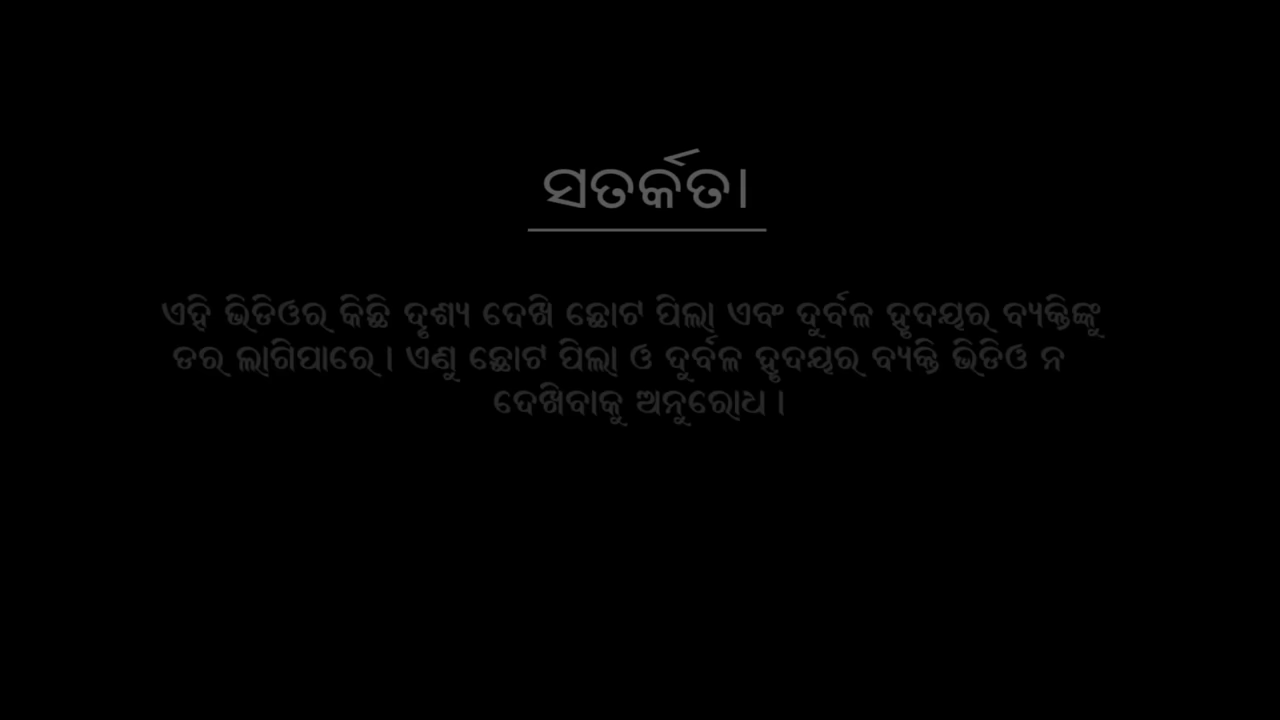 ସତର୍କତା
ଏହି ଭିଡିଓର କିଛି ଦୃଶ୍ୟ ଦେଖି ଛୋଟ ପିଲା ଏବଂ ଦୁର୍ବଳ ହୃଦୟର ବ୍ୟକ୍ତିଙ୍କୁ
ଡର ଲାଗିପାରେ । ଏଣୁ ଛୋଟ ପିଲା ଓ ଦୁର୍ବଳ ହୃଦୟର ବ୍ୟକ୍ତି ଭିଡିଓ ନ
ଦେଖିବାକୁ ଅନୁରୋଧ ।